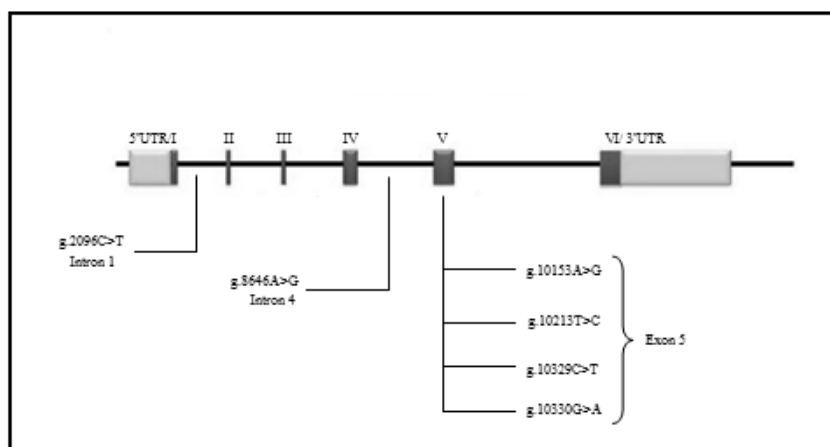 5'UTR/I II III IV V VI/ 3'UTR
g.2096C>T
Intron 1
g.8646A>G
Intron 4
g.10153A>G
g.10213T>C
Exon 5
g.10329C>T
g.10330G>A